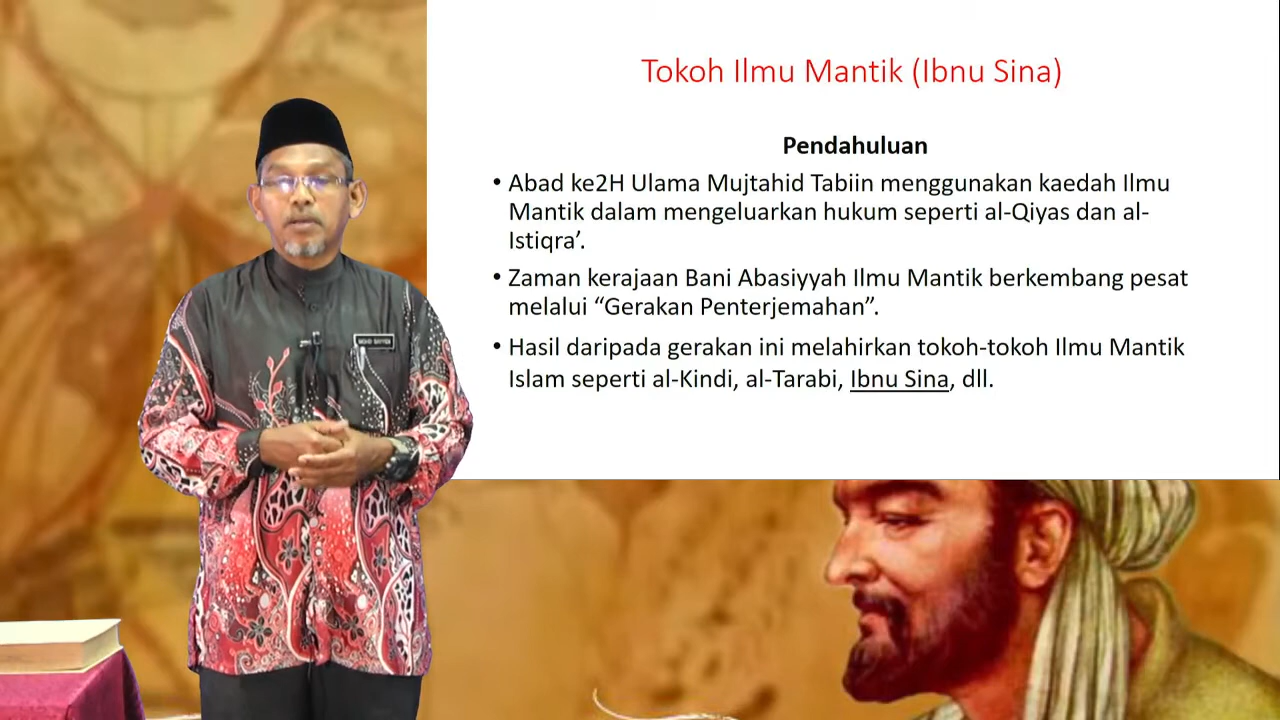 Tokoh Ilmu Mantik (Ibnu Sina)
Pendahuluan
• Abad ke2H Ulama Mujtahid Tabiin menggunakan kaedah Ilmu
Mantik dalam mengeluarkan hukum seperti al-Qiyas dan al-
Istiqra’.
• Zaman kerajaan Bani Abasiyyah Ilmu Mantik berkembang pesat
melalui “Gerakan Penterjemahan”.
• Hasil daripada gerakan ini melahirkan tokoh-tokoh Ilmu Mantik
Islam seperti al-Kindi, al-Tarabi, Ibnu Sina, dll.